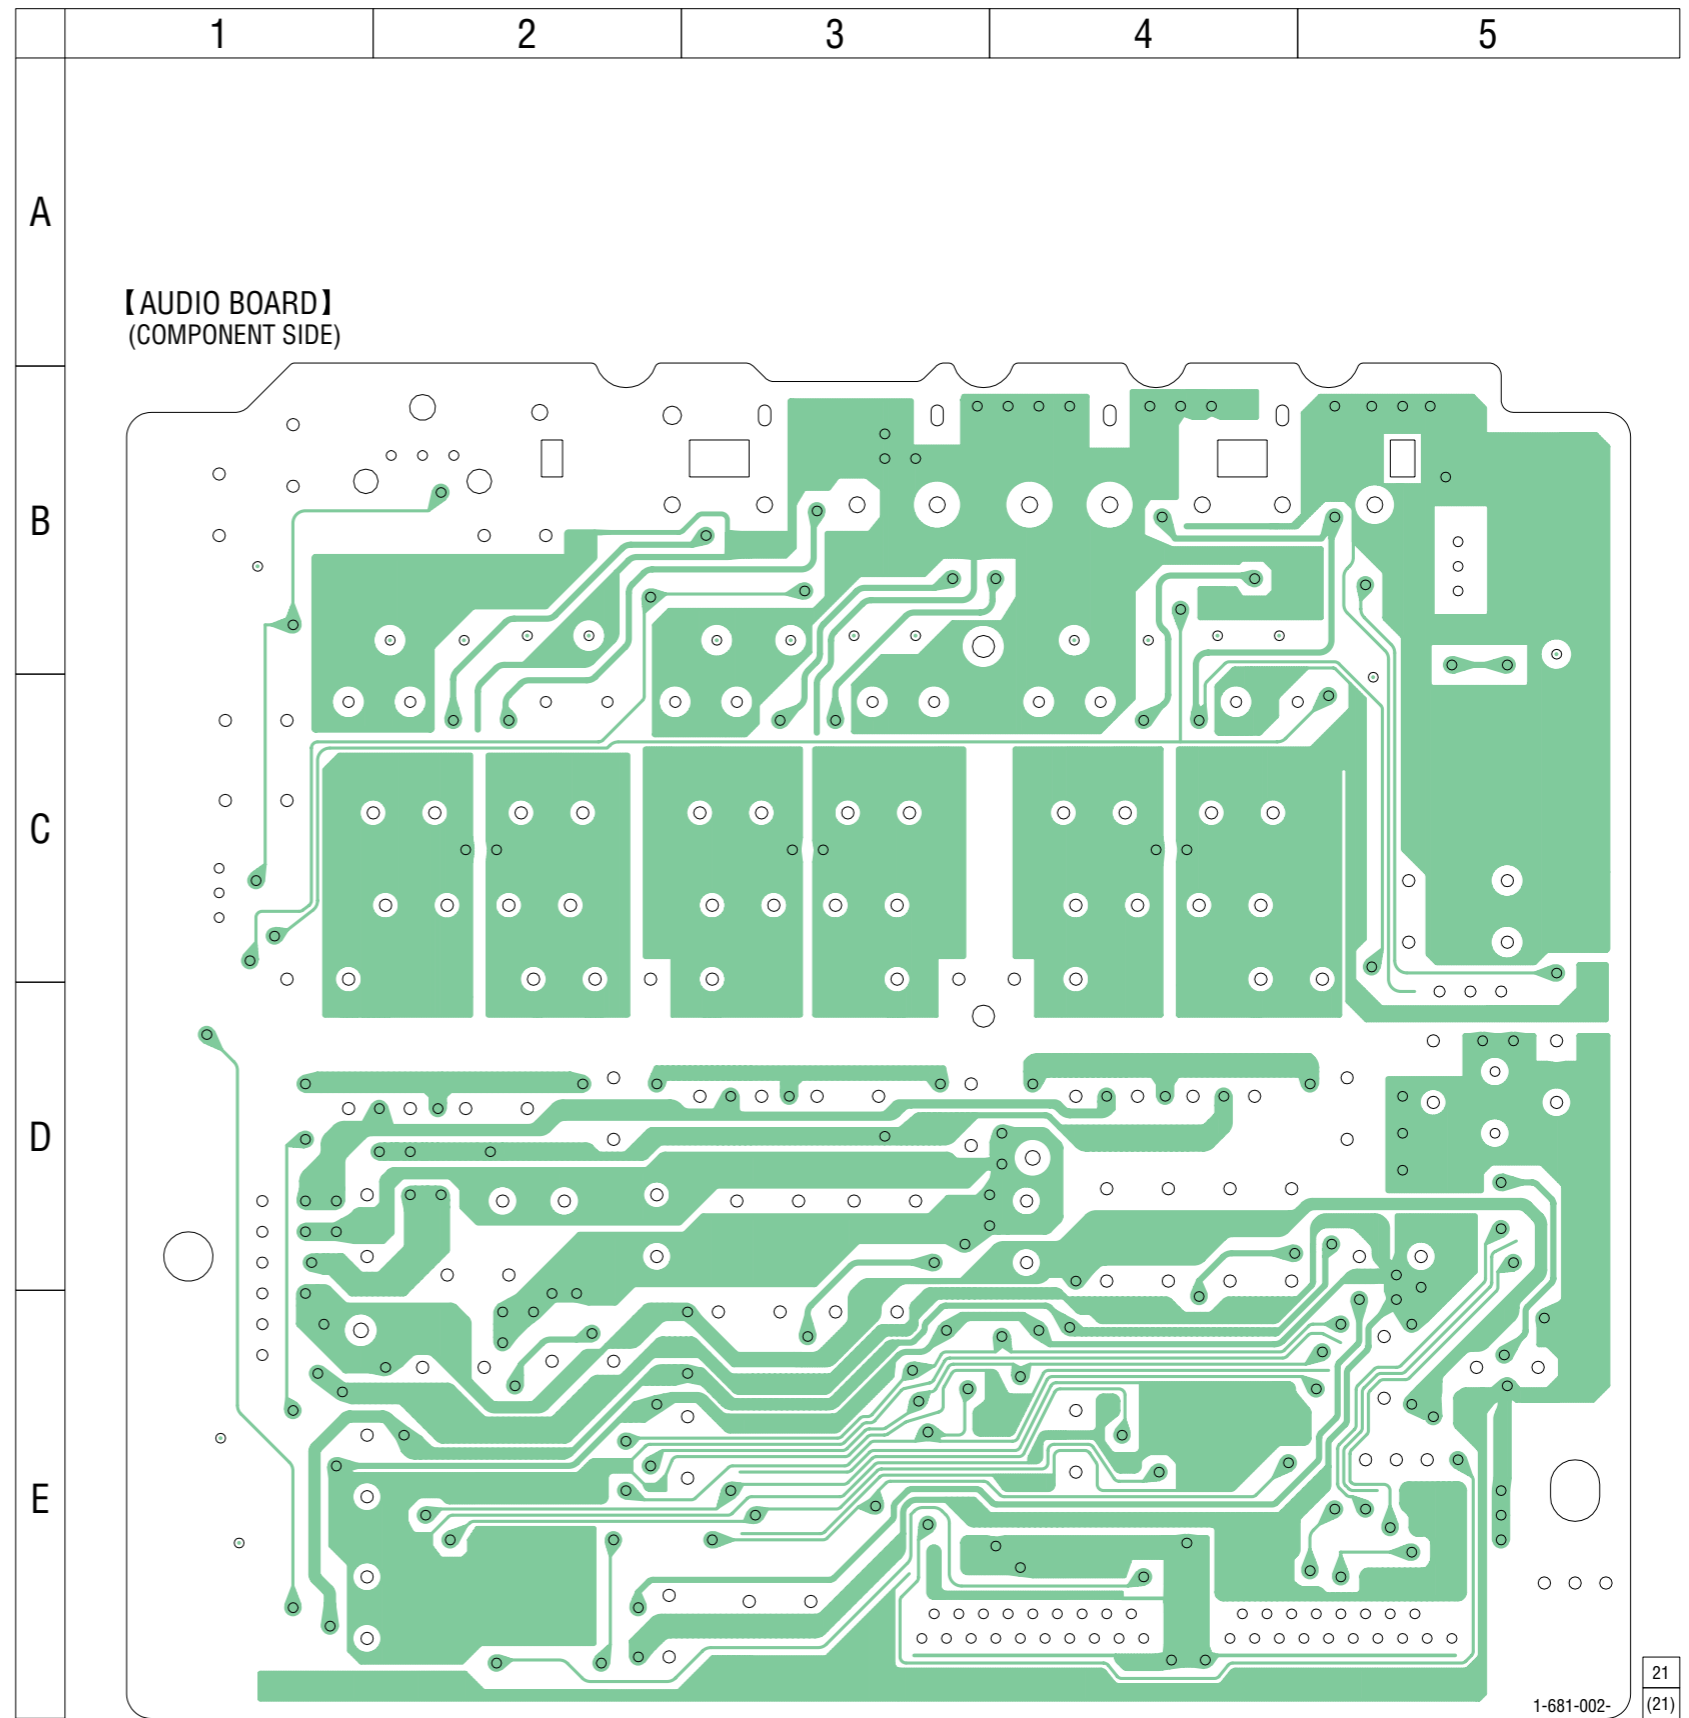 1 2 3 4 5
A
【AUDIO BOARD】
(COMPONENT SIDE)
B
C
D
E
21
1-681-002- (21)